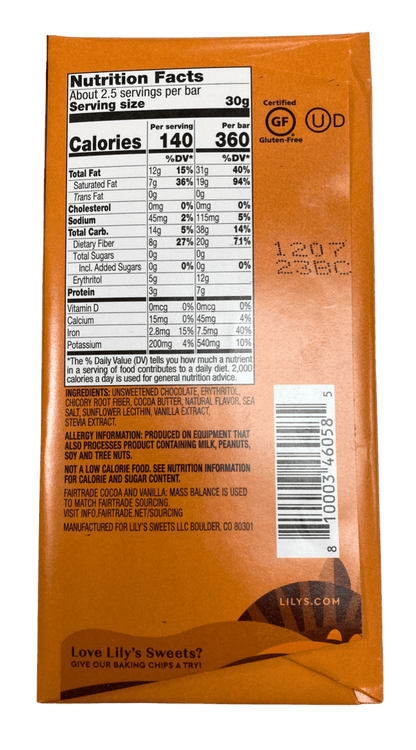 Nutrition Facts
About 2.5 servings per bar
Serving size 30g
Per serving Per bar
Calories 140 360
%DV* %DV*
Total Fat 12g 15% 31g 40%
Saturated Fat 7g 36% 19g 94%
Trans Fat 0g 0g
Cholesterol 0mg 0% 0mg 0%
Sodium 45mg 2% 115mg 5%
Total Carb. 14g 5% 38g 14%
Dietary Fiber 8g 27% 20g 71%
Total Sugars 0g 0g
Incl. Added Sugars 0g 0% 0g 0%
Erythritol 5g 12g
Protein 3g 7g
Vitamin D 0mcg 0% 0mcg 0%
Calcium 15mg 0% 45mg 4%
Iron 2.8mg 15% 7.5mg 40%
Potassium 200mg 4% 540mg 10%
*The % Daily Value (DV) tells you how much a nutrient
in a serving of food contributes to a daily diet. 2,000
calories a day is used for general nutrition advice.
INGREDIENTS: UNSWEETENED CHOCOLATE, ERYTHRITOL,
CHICORY ROOT FIBER, COCOA BUTTER, NATURAL FLAVOR, SEA
SALT, SUNFLOWER LECITHIN, VANILLA EXTRACT,
STEVIA EXTRACT.
ALLERGY INFORMATION: PRODUCED ON EQUIPMENT THAT
ALSO PROCESSES PRODUCT CONTAINING MILK, PEANUTS,
SOY AND TREE NUTS.
NOT A LOW CALORIE FOOD. SEE NUTRITION INFORMATION
FOR CALORIE AND SUGAR CONTENT.
FAIRTRADE COCOA AND VANILLA: MASS BALANCE IS USED
TO MATCH FAIRTRADE SOURCING.
VISIT INFO.FAIRTRADE.NET/SOURCING
MANUFACTURED FOR LILY'S SWEETS LLC BOULDER, CO 80301
Certified
GF
Gluten-Free
U D
1207
23BC
8 10003 46058 5
LILYS.COM
Love Lily's Sweets?
GIVE OUR BAKING CHIPS A TRY!